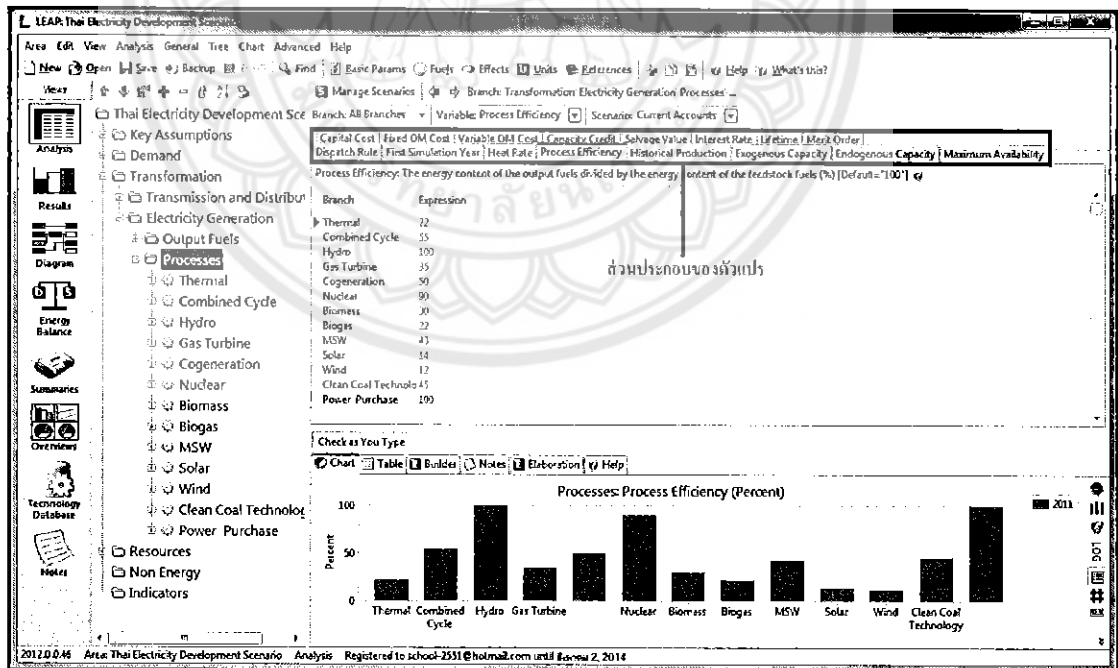 LEAP: Thai Electricity Development Scenario
Area Edit View Analysis General Tree Chart Advanced Help
New Open Save Backup Find Basic Params Fuels Effects Units References Help What's this?
Views Manage Scenarios Branch: Transformation Electricity Generation Processes
Thai Electricity Development Sce
Branch: All Branches Variable: Process Efficiency Scenario: Current Accounts
Key Assumptions
Demand
Transformation
Transmission and Distribut
Electricity Generation
Output Fuels
Processes
Thermal
Combined Cycle
Hydro
Gas Turbine
Cogeneration
Nuclear
Biomass
Biogas
MSW
Solar
Wind
Clean Coal Technolog
Power Purchase
Resources
Non Energy
Indicators
Analysis
Results
Diagram
Energy Balance
Summaries
Overviews
Technology Database
Notes
Capital Cost Fixed OM Cost Variable OM Cost Capacity Credit Salvage Value Interest Rate Lifetime Merit Order
Dispatch Rule First Simulation Year Heat Rate Process Efficiency Historical Production Exogenous Capacity Endogenous Capacity Maximum Availability
Process Efficiency: The energy content of the output fuels divided by the energy content of the feedstock fuels (%) [Default="100"]
Branch Expression
Thermal 22
Combined Cycle 55
Hydro 100
Gas Turbine 35
Cogeneration 50
Nuclear 90
Biomass 30
Biogas 22
MSW 43
Solar 14
Wind 12
Clean Coal Technolo 45
Power Purchase 100
ส่วนประกอบของตัวแปร
Check as You Type
Chart Table Builder Notes Elaboration Help
Processes: Process Efficiency (Percent)
2011
Percent
100
50
0
Thermal Combined Cycle Hydro Gas Turbine Nuclear Biomass Biogas MSW Solar Wind Clean Coal Technology
LOG
2012.0.0.46 Area: Thai Electricity Development Scenario Analysis Registered to school-2551@hotmail.com until 2, 2014